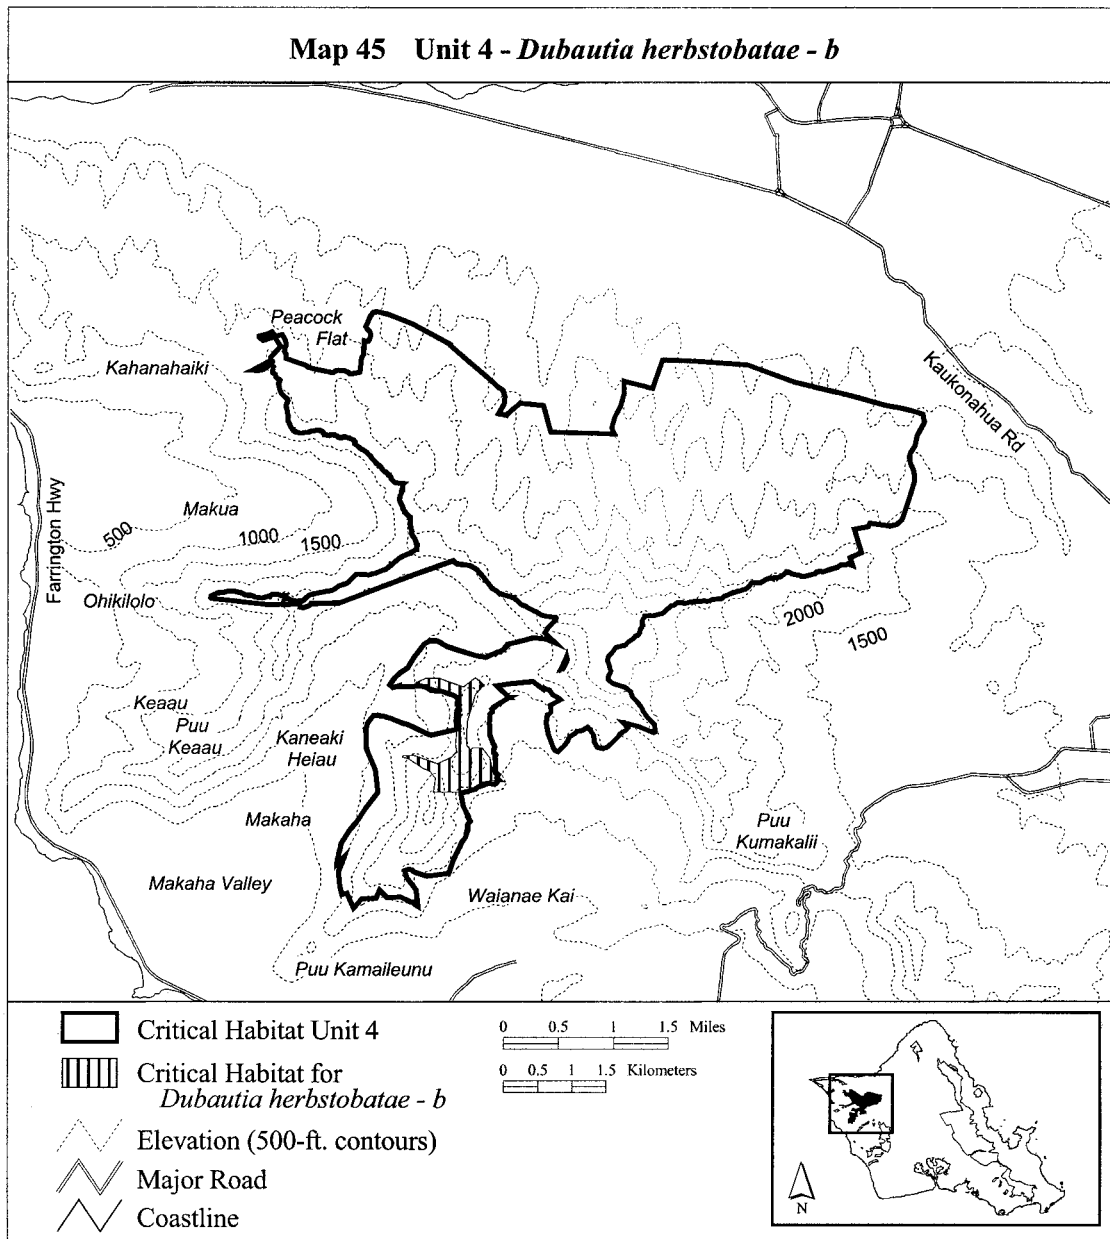 Map 45 Unit 4 - Dubautia herbstobatae - b
Peacock
Flat
Kahanahaiki
Kaukonahua Rd
Farrington Hwy
Makua
500
1000
1500
Ohikilolo
2000
1500
Keaau
Puu
Keaau
Kaneaki
Heiau
Makaha
Puu
Kumakalii
Makaha Valley
Waianae Kai
Puu Kamaileunu
Critical Habitat Unit 4
Critical Habitat for
Dubautia herbstobatae - b
Elevation (500-ft. contours)
Major Road
Coastline
0 0.5 1 1.5 Miles
0 0.5 1 1.5 Kilometers
N